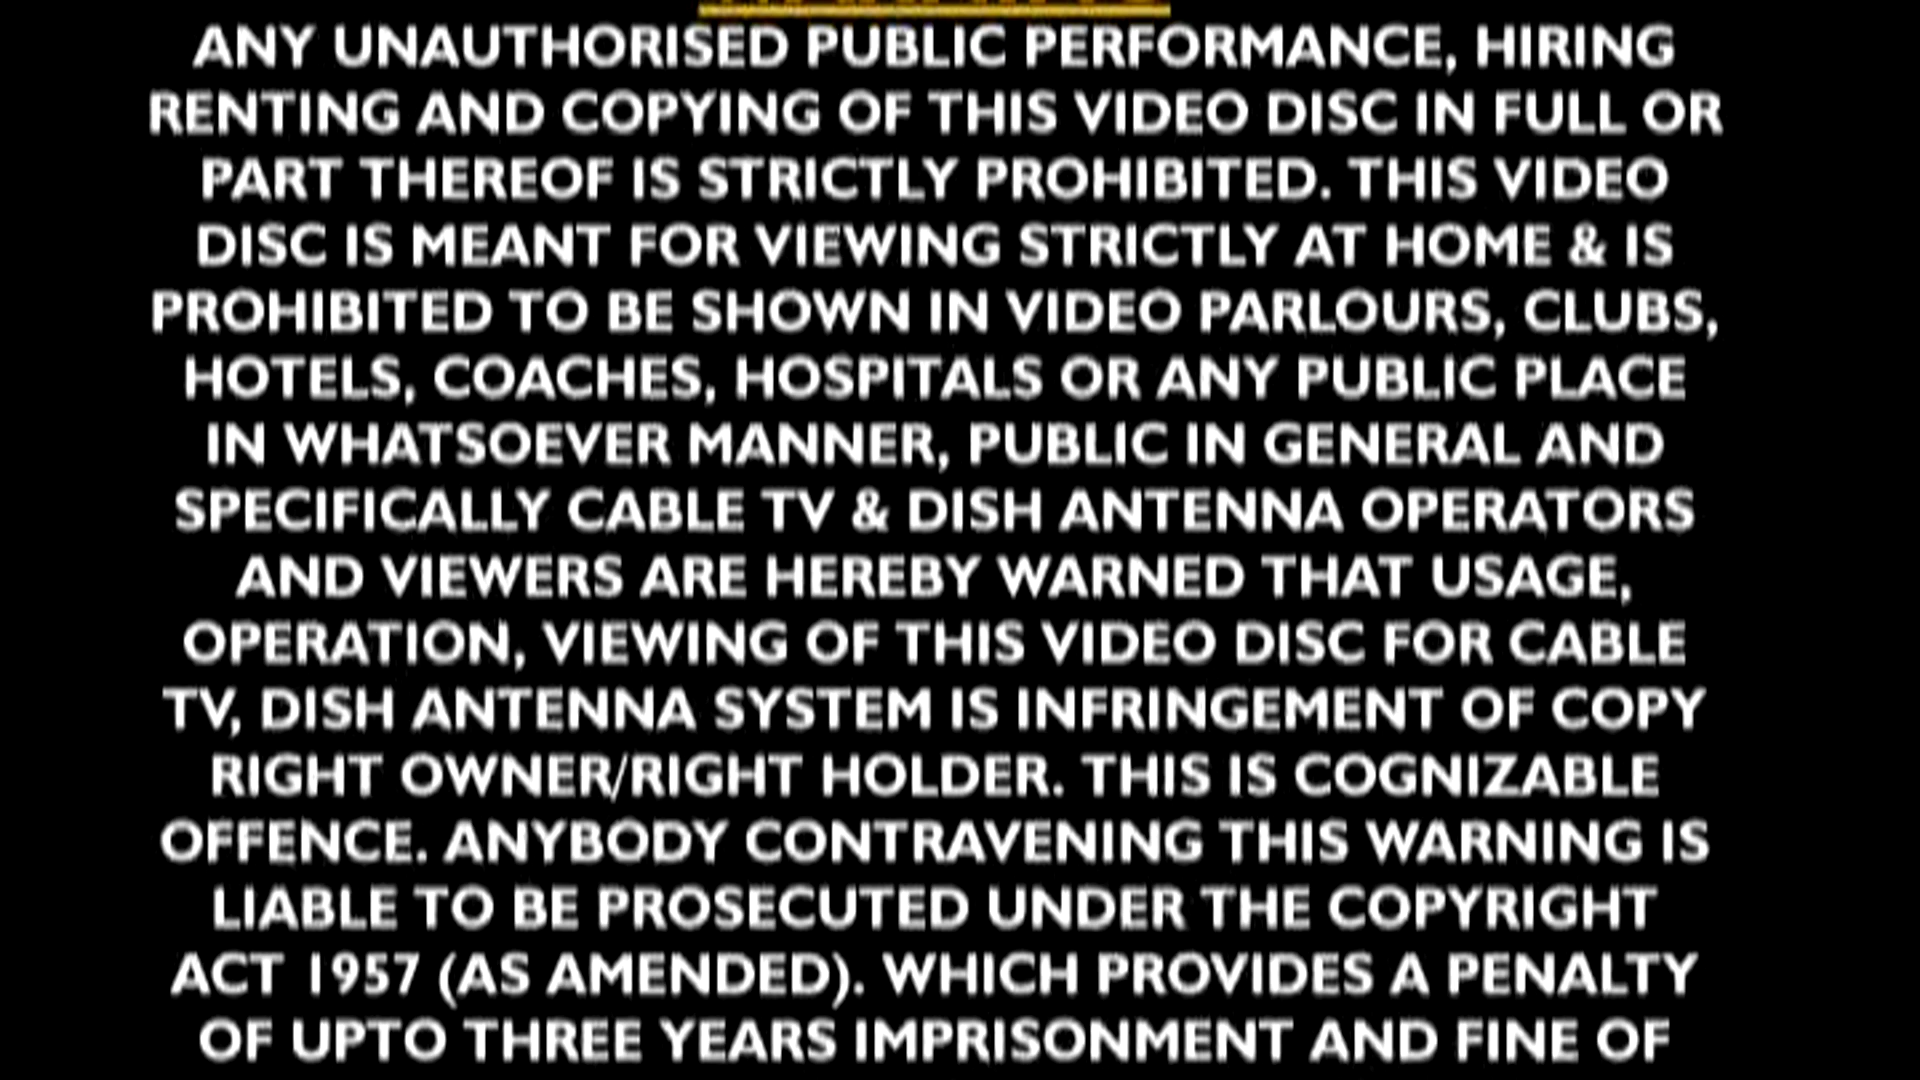 ANY UNAUTHORISED PUBLIC PERFORMANCE, HIRING
RENTING AND COPYING OF THIS VIDEO DISC IN FULL OR
PART THEREOF IS STRICTLY PROHIBITED. THIS VIDEO
DISC IS MEANT FOR VIEWING STRICTLY AT HOME & IS
PROHIBITED TO BE SHOWN IN VIDEO PARLOURS, CLUBS,
HOTELS, COACHES, HOSPITALS OR ANY PUBLIC PLACE
IN WHATSOEVER MANNER, PUBLIC IN GENERAL AND
SPECIFICALLY CABLE TV & DISH ANTENNA OPERATORS
AND VIEWERS ARE HEREBY WARNED THAT USAGE,
OPERATION, VIEWING OF THIS VIDEO DISC FOR CABLE
TV, DISH ANTENNA SYSTEM IS INFRINGEMENT OF COPY
RIGHT OWNER/RIGHT HOLDER. THIS IS COGNIZABLE
OFFENCE. ANYBODY CONTRAVENING THIS WARNING IS
LIABLE TO BE PROSECUTED UNDER THE COPYRIGHT
ACT 1957 (AS AMENDED). WHICH PROVIDES A PENALTY
OF UPTO THREE YEARS IMPRISONMENT AND FINE OF